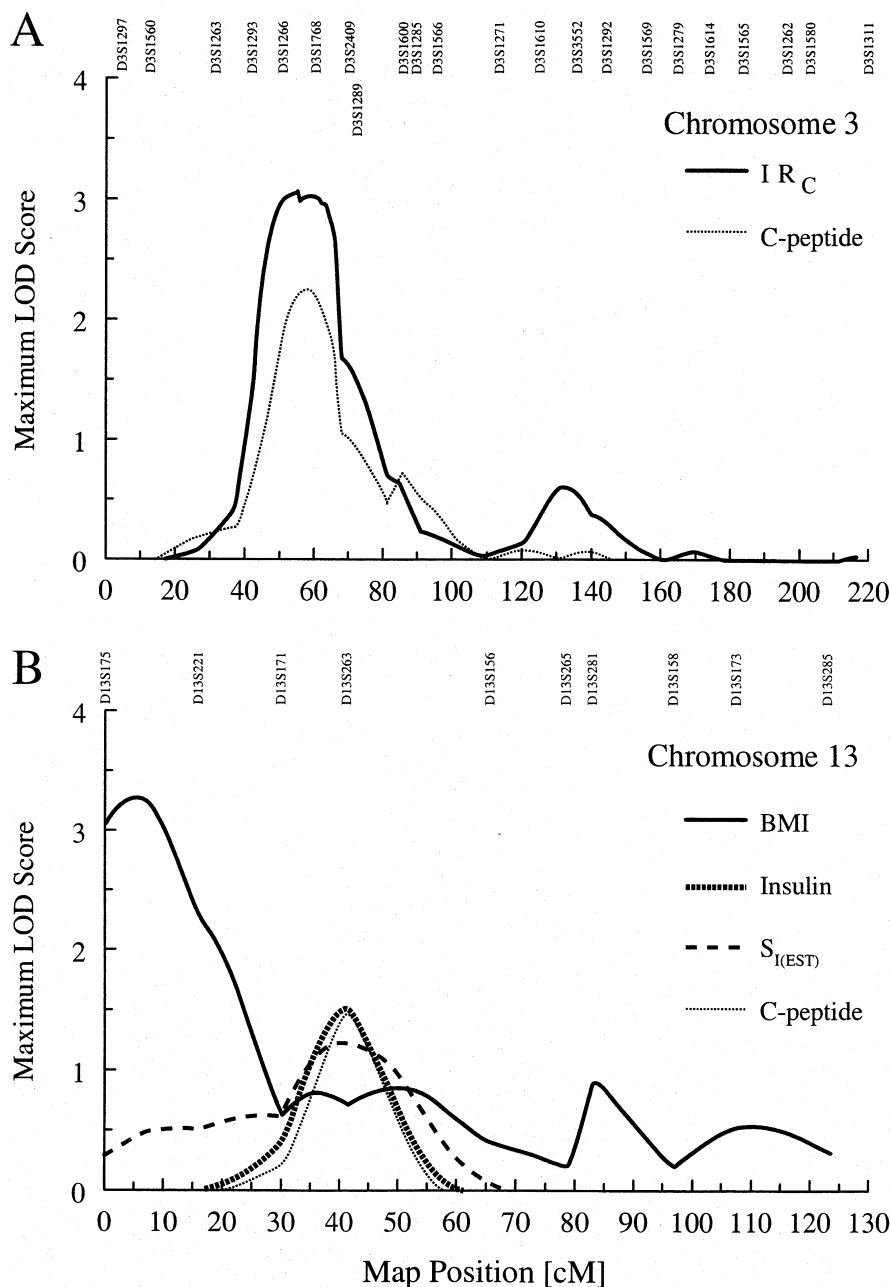 A
D3S1297 D3S1560 D3S1263 D3S1293 D3S1266 D3S1768 D3S2409 D3S1600 D3S1285 D3S1566 D3S1271 D3S1610 D3S3552 D3S1292 D3S1569 D3S1279 D3S1614 D3S1565 D3S1262 D3S1580 D3S1311
D3S1289
Chromosome 3
I R C
C-peptide
Maximum LOD Score
4
3
2
1
0
0 20 40 60 80 100 120 140 160 180 200 220
B
D13S175 D13S221 D13S171 D13S263 D13S156 D13S265 D13S281 D13S158 D13S173 D13S285
Chromosome 13
BMI
Insulin
SI(EST)
C-peptide
Maximum LOD Score
4
3
2
1
0
0 10 20 30 40 50 60 70 80 90 100 110 120 13
Map Position [cM]